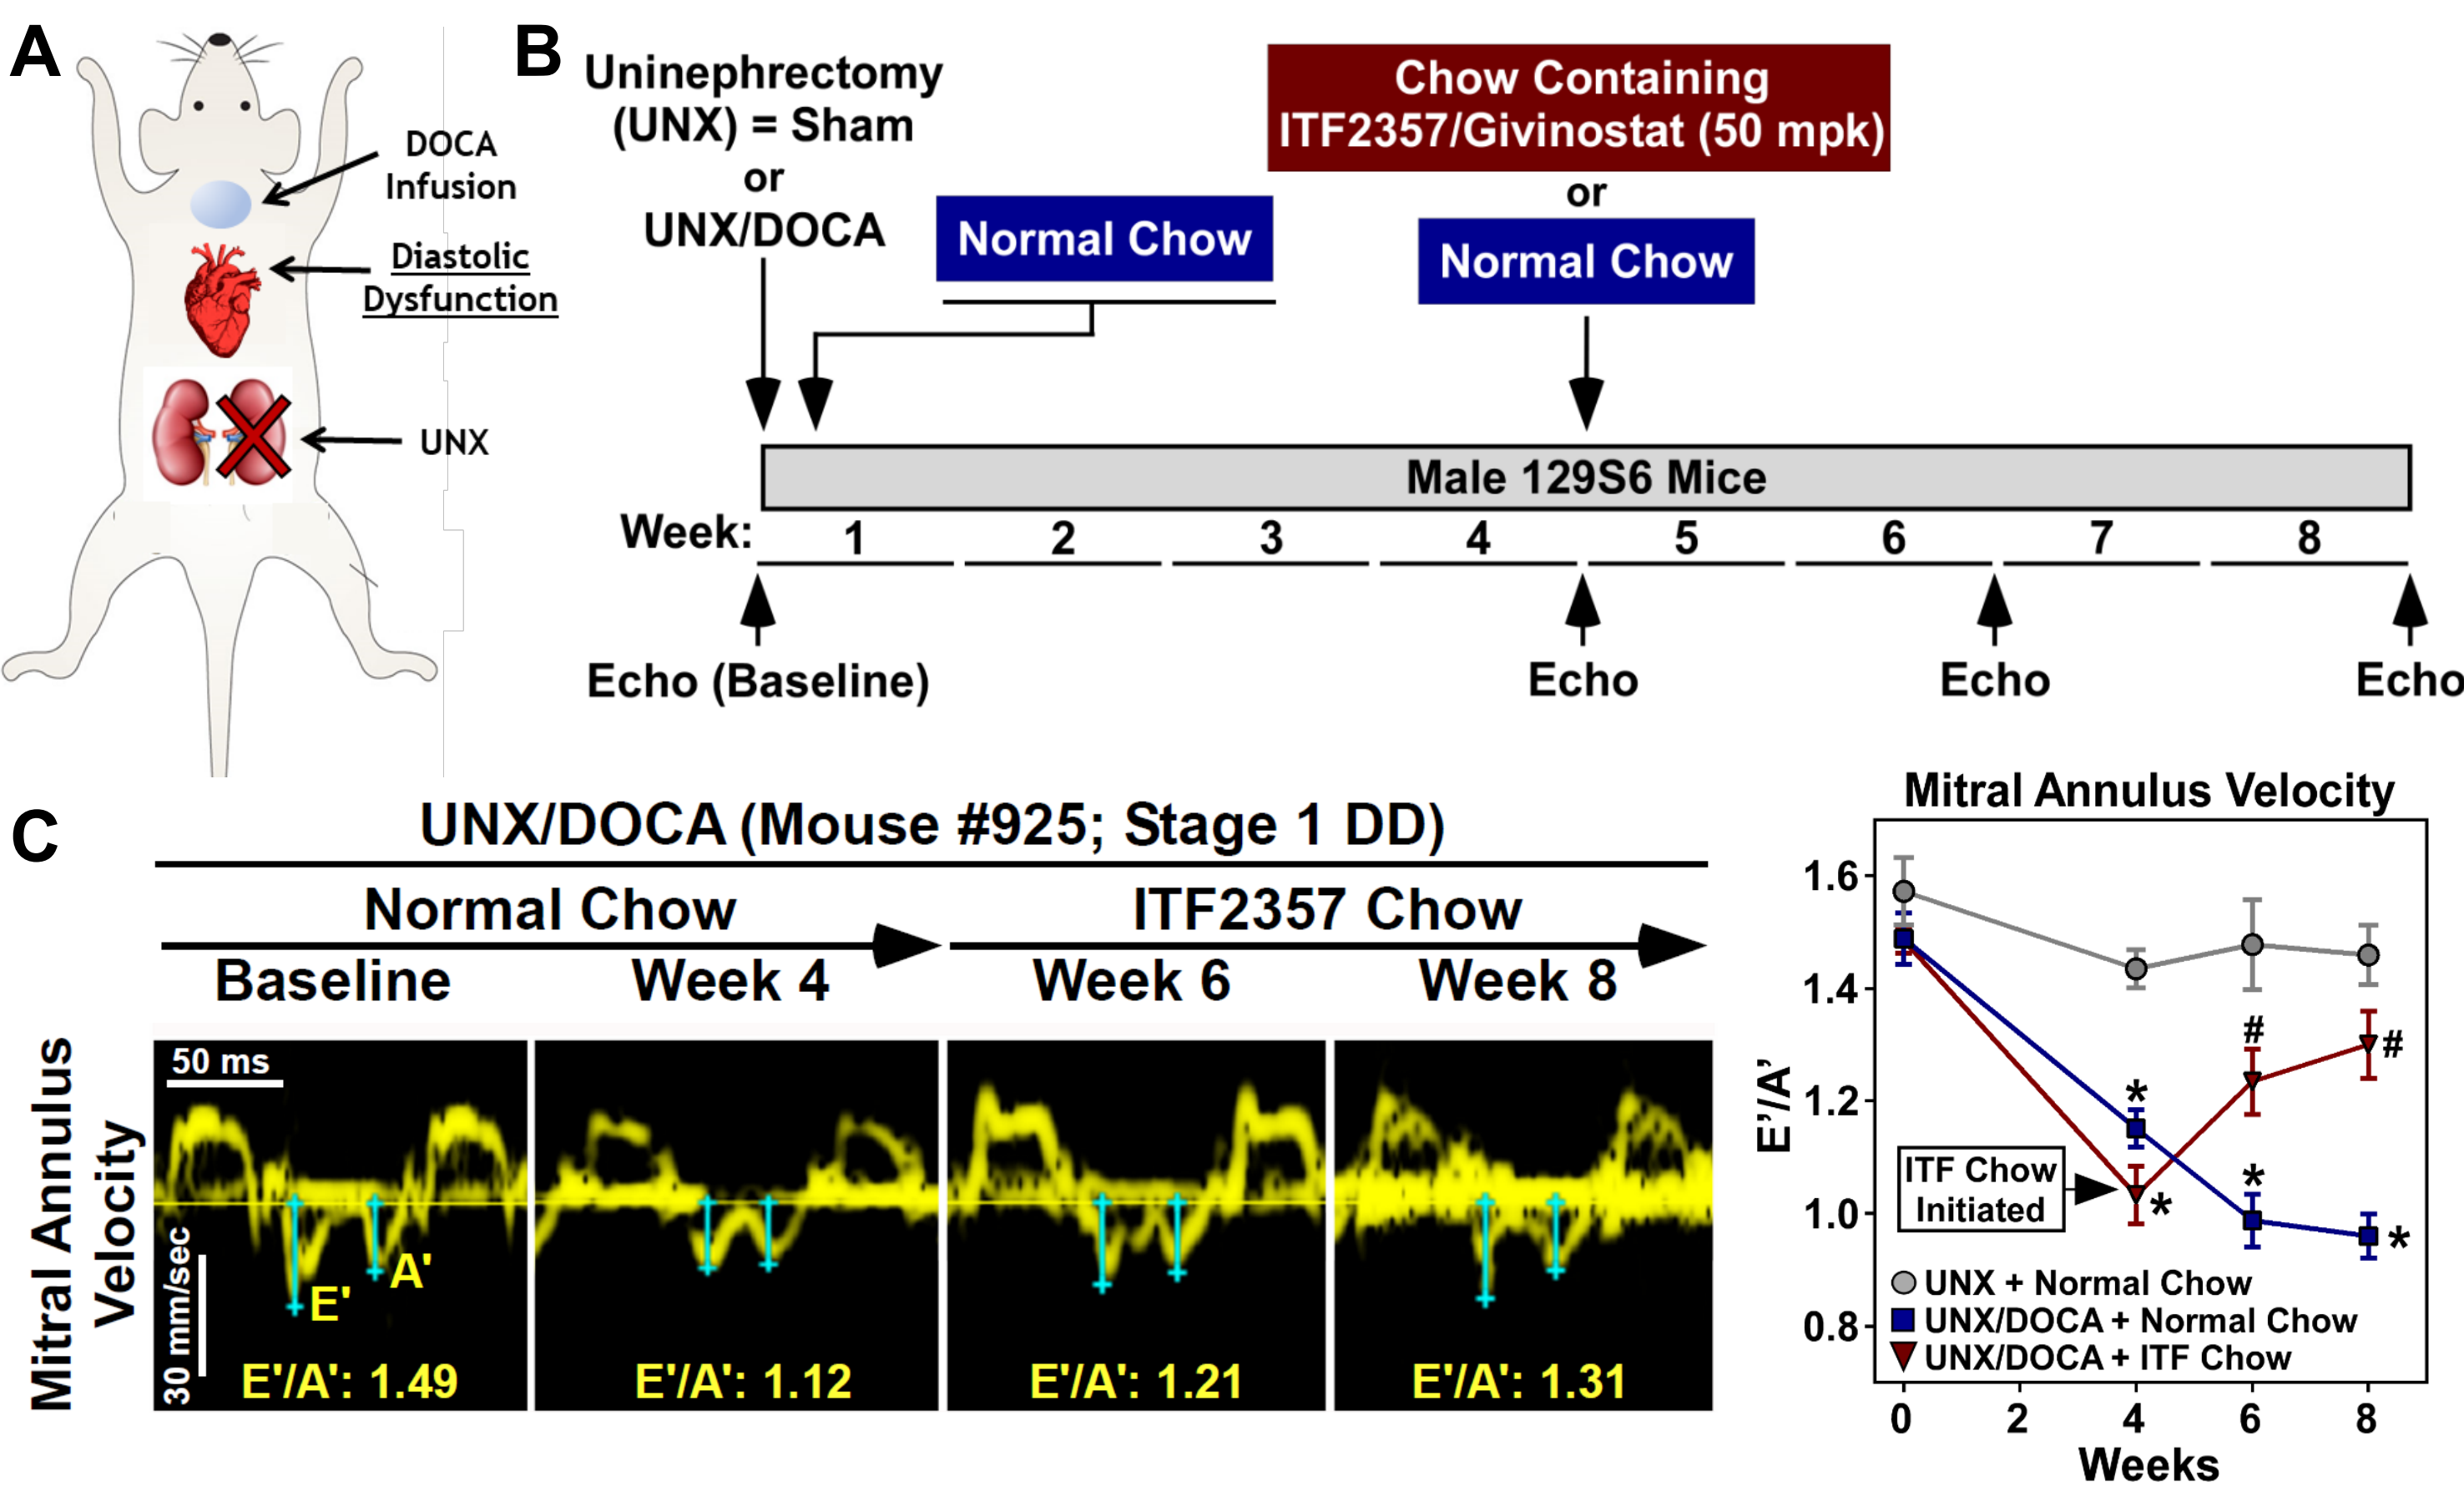 A
DOCA
Infusion
Diastolic
Dysfunction
UNX
B
Uninephrectomy
(UNX) = Sham
or
UNX/DOCA
Normal Chow
Chow Containing
ITF2357/Givinostat (50 mpk)
or
Normal Chow
Male 129S6 Mice
Week: 1 2 3 4 5 6 7 8
Echo (Baseline) Echo Echo Echo
C
UNX/DOCA (Mouse #925; Stage 1 DD)
Normal Chow ITF2357 Chow
Baseline Week 4 Week 6 Week 8
Mitral Annulus
Velocity
50 ms
30 mm/sec
E'
A'
E'/A': 1.49 E'/A': 1.12 E'/A': 1.21 E'/A': 1.31
Mitral Annulus Velocity
E'/A'
1.6
1.4
1.2
1.0
0.8
#
#
*
*
*
*
ITF Chow
Initiated
UNX + Normal Chow
UNX/DOCA + Normal Chow
UNX/DOCA + ITF Chow
0 2 4 6 8
Weeks